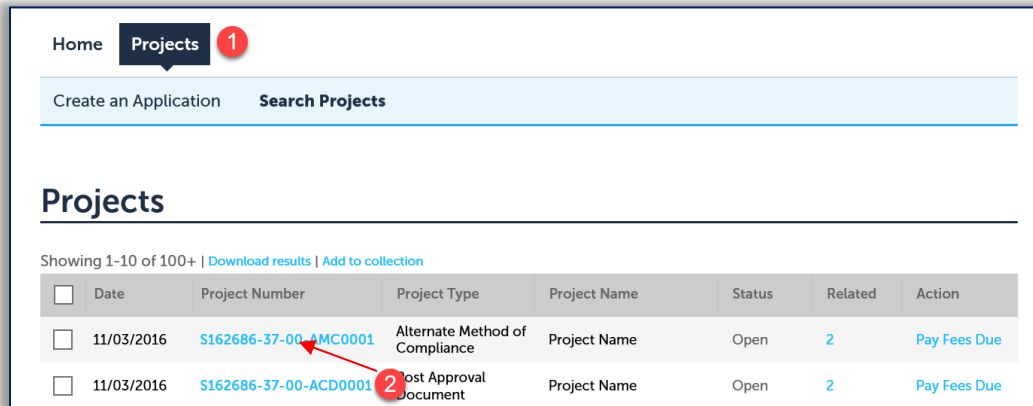 Home Projects 1
Create an Application Search Projects
Projects
Showing 1-10 of 100+ | Download results | Add to collection
Date Project Number Project Type Project Name Status Related Action
11/03/2016 S162686-37-00-AMC0001 Alternate Method of Compliance Project Name Open 2 Pay Fees Due
11/03/2016 S162686-37-00-ACD0001 2 Post Approval Document Project Name Open 2 Pay Fees Due